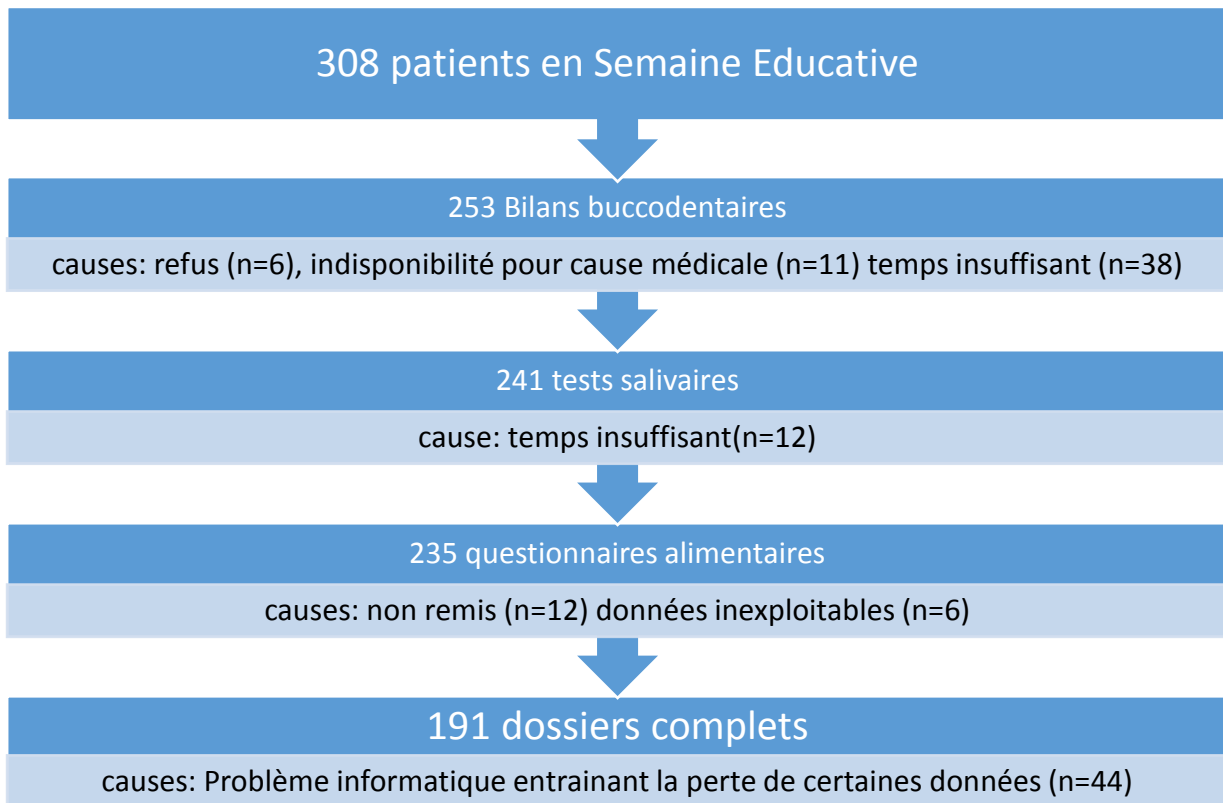 308 patients en Semaine Educative
253 Bilans buccodentaires
causes: refus (n=6), indisponibilité pour cause médicale (n=11) temps insuffisant (n=38)
241 tests salivaires
cause: temps insuffisant(n=12)
235 questionnaires alimentaires
causes: non remis (n=12) données inexploitables (n=6)
191 dossiers complets
causes: Problème informatique entrainant la perte de certaines données (n=44)